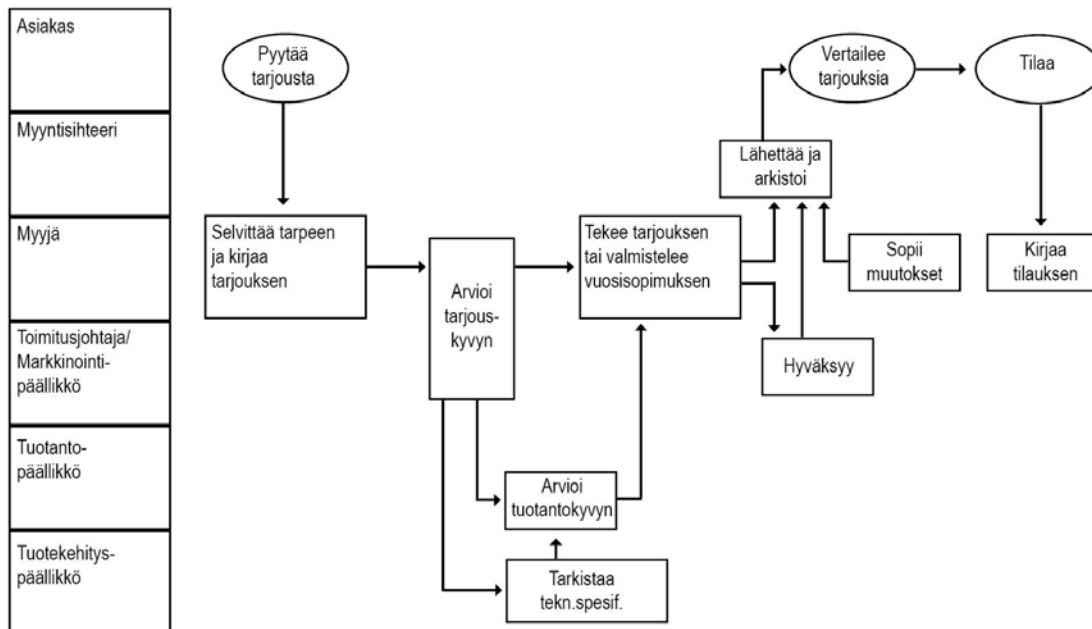 Asiakas
Myyntisihteeri
Myyjä
Toimitusjohtaja/
Markkinointi-
päällikkö
Tuotanto-
päällikkö
Tuotekehitys-
päällikkö
Pyytää
tarjousta
Vertailee
tarjouksia
Tilaa
Lähettää ja
arkistoi
Selvittää tarpeen
ja kirjaa
tarjouksen
Arvioi
tarjous-
kyvyn
Tekee tarjouksen
tai valmistelee
vuosisopimuksen
Sopii
muutokset
Kirjaa
tilauksen
Hyväksyy
Arvioi
tuotantokyvyn
Tarkistaa
tekn.spesif.